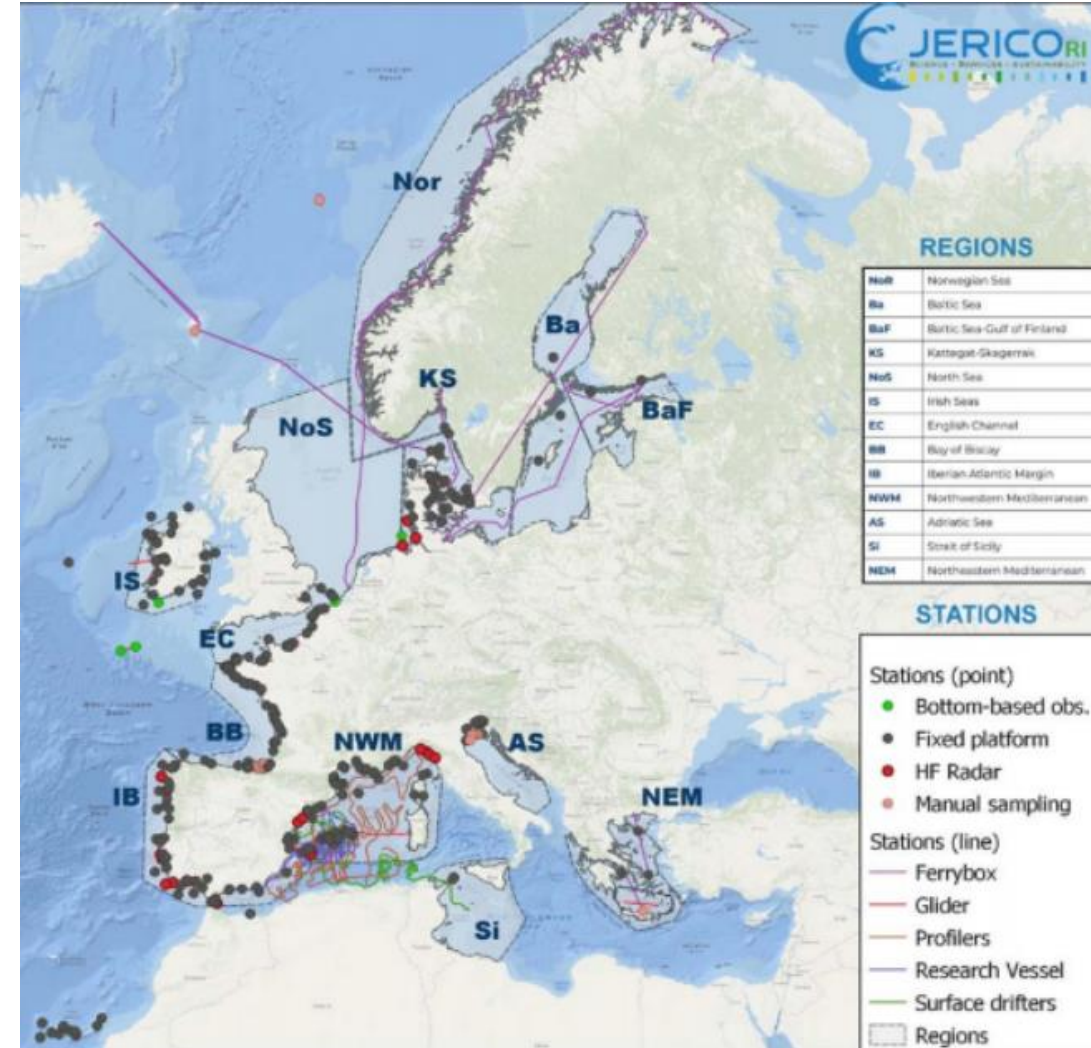 JERICO RI
SCIENCE - SERVICES - SUSTAINABILITY
Nor
Ba
KS
BaF
NoS
IS
EC
BB
NWM
AS
IB
NEM
Si
REGIONS
NoR Norwegian Sea
Ba Baltic Sea
BaF Baltic Sea-Gulf of Finland
KS Kattegat-Skagerrak
NoS North Sea
IS Irish Seas
EC English Channel
BB Bay of Biscay
IB Iberian Atlantic Margin
NWM Northwestern Mediterranean
AS Adriatic Sea
Si Strait of Sicily
NEM Northeastern Mediterranean
STATIONS
Stations (point)
Bottom-based obs.
Fixed platform
HF Radar
Manual sampling
Stations (line)
Ferrybox
Glider
Profilers
Research Vessel
Surface drifters
Regions